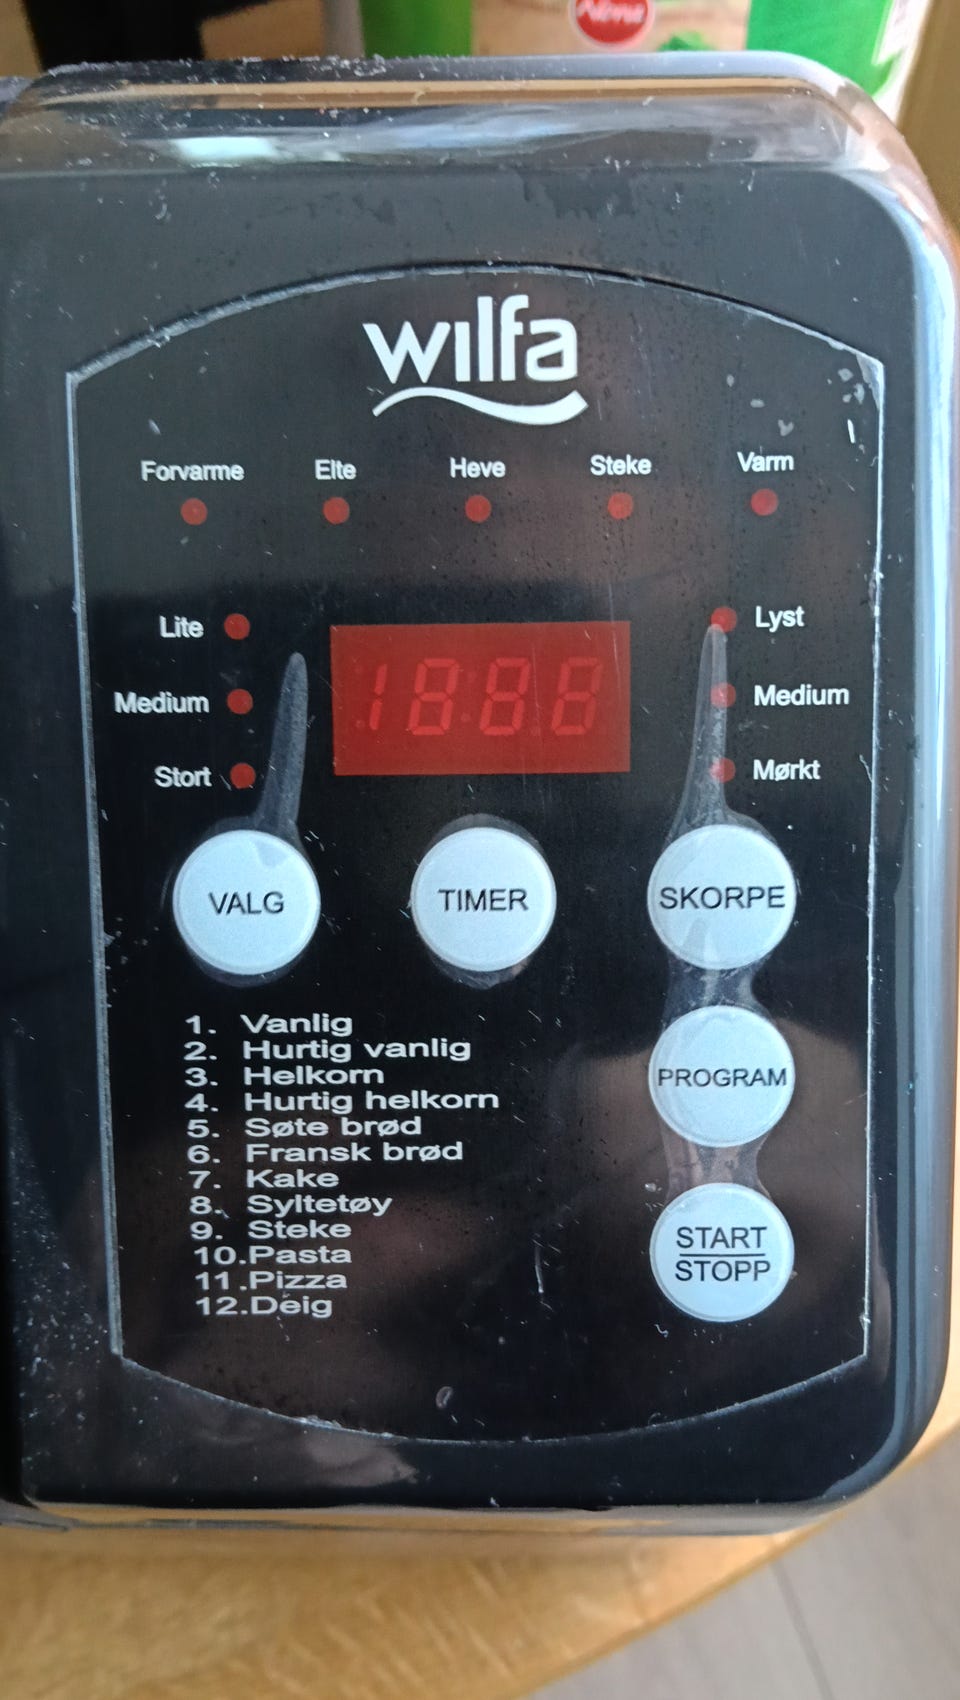 wilfa
Forvarme Elte Heve Steke Varm
Lite
Medium
Stort
18:88
Lyst
Medium
Mørkt
VALG TIMER SKORPE
PROGRAM
START
STOPP
1. Vanlig
2. Hurtig vanlig
3. Helkorn
4. Hurtig helkorn
5. Søte brød
6. Fransk brød
7. Kake
8. Syltetøy
9. Steke
10. Pasta
11. Pizza
12. Deig